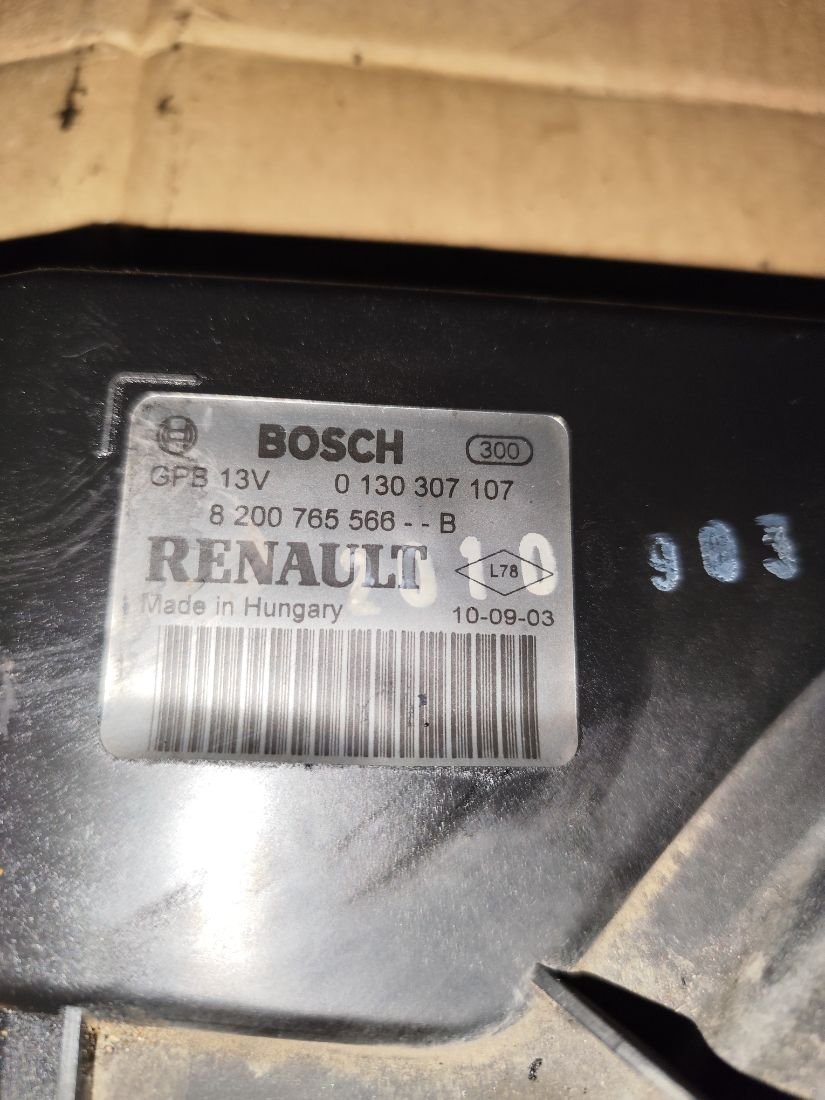 BOSCH 300
GPB 13V 0 130 307 107
8 200 765 566 - - B
RENAULT L78
2010 903
Made in Hungary 10-09-03